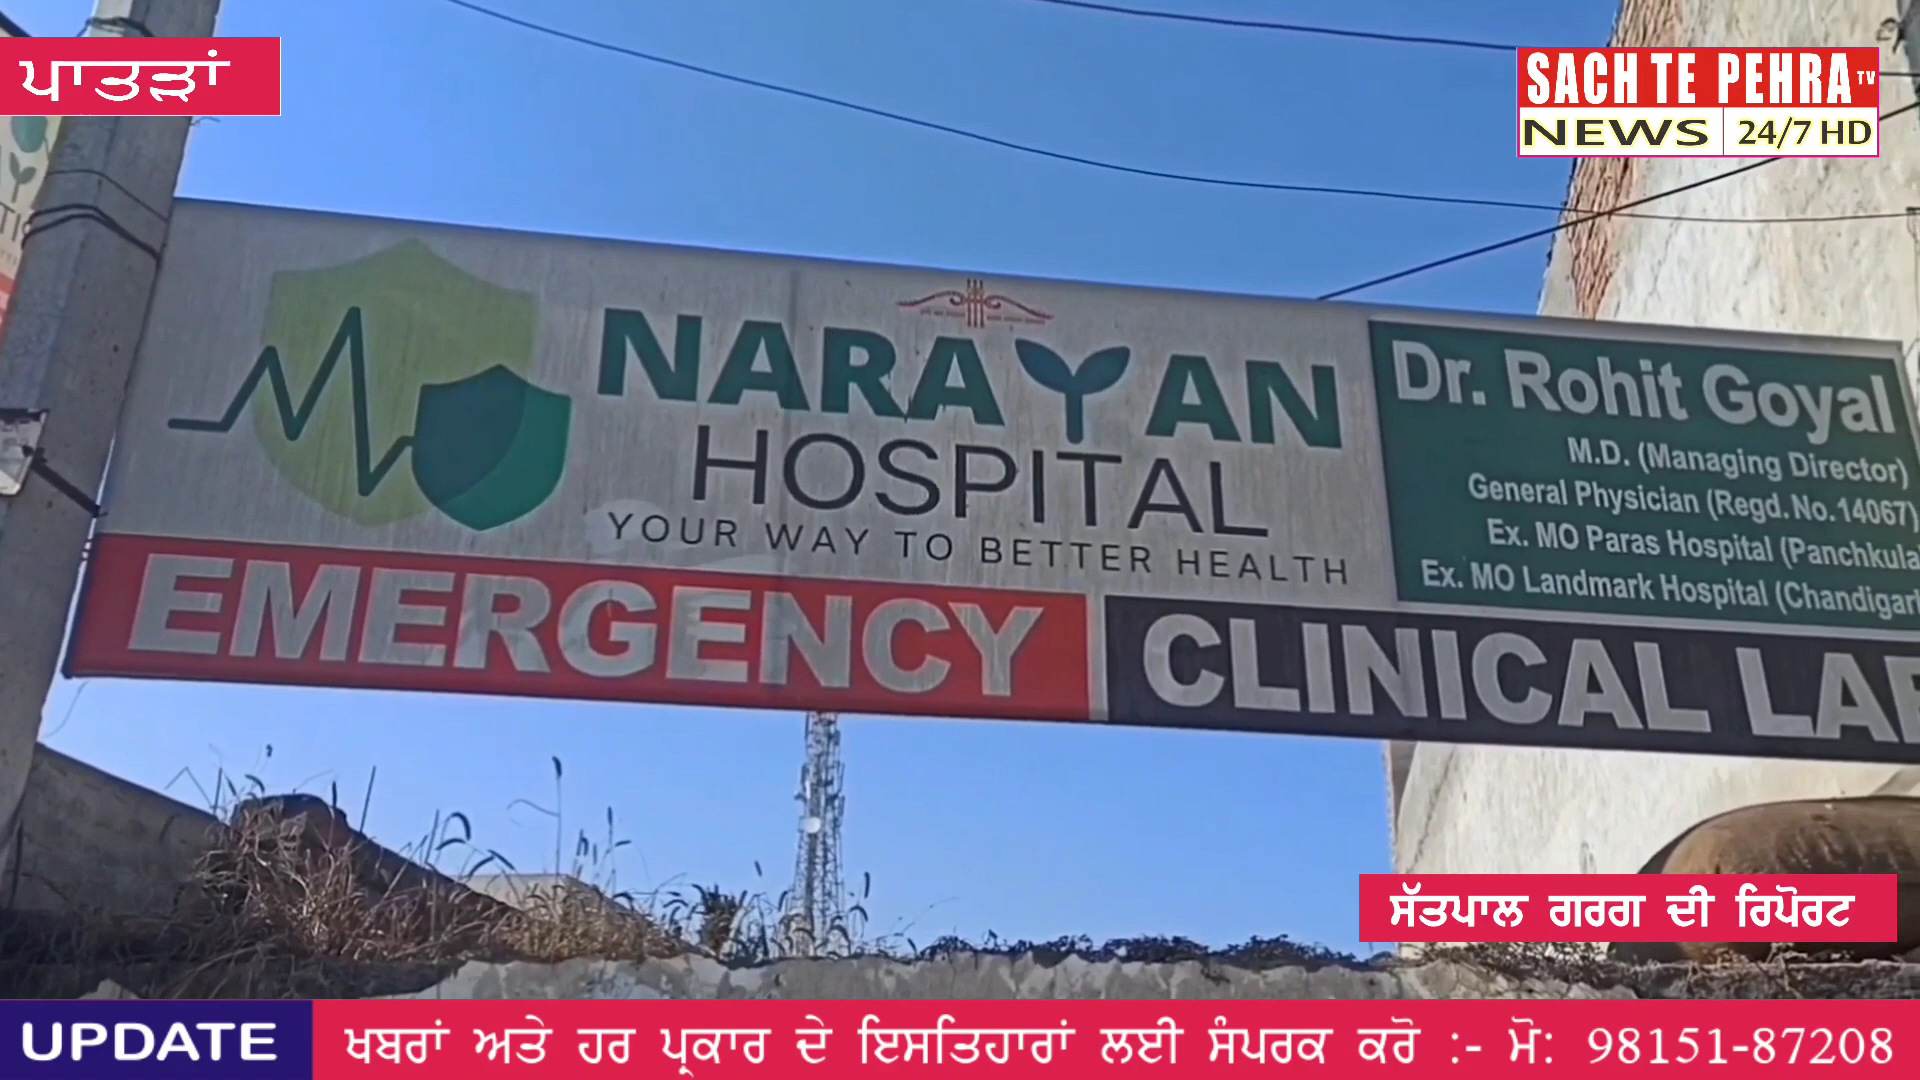 ਪਾਤੜਾਂ
SACH TE PEHRA TV
NEWS 24/7 HD
NARAYAN
HOSPITAL
YOUR WAY TO BETTER HEALTH
Dr. Rohit Goyal
M.D. (Managing Director)
General Physician (Regd. No. 14067)
Ex. MO Paras Hospital (Panchkula
Ex. MO Landmark Hospital (Chandigar
EMERGENCY
CLINICAL LAB
ਸੱਤਪਾਲ ਗਰਗ ਦੀ ਰਿਪੋਰਟ
UPDATE
ਖਬਰਾਂ ਅਤੇ ਹਰ ਪ੍ਰਕਾਰ ਦੇ ਇਸਤਿਹਾਰਾਂ ਲਈ ਸੰਪਰਕ ਕਰੋ :- ਮੋ: 98151-87208